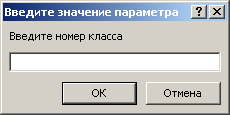 Введите значение параметра
Введите номер класса
ОК
Отмена